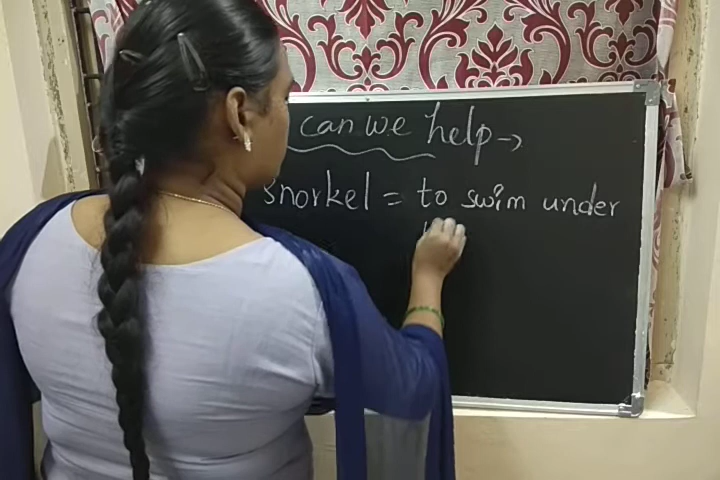 can we help →
snorkel = to swim under